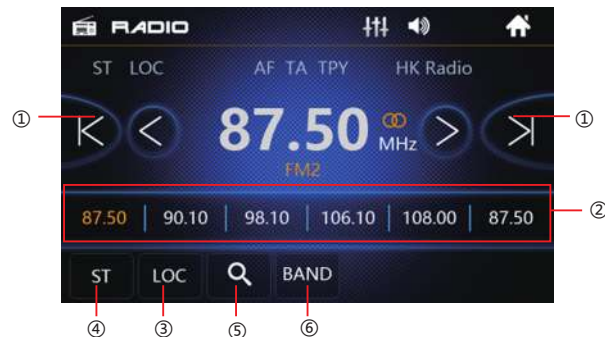 RADIO
ST LOC AF TA TPY HK Radio
① ①
87.50 MHz
FM2
87.50 90.10 98.10 106.10 108.00 87.50
②
ST LOC BAND
④ ③ ⑤ ⑥